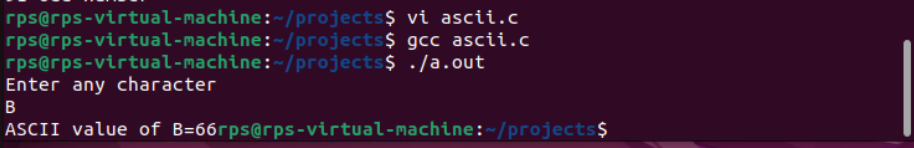 rps@rps-virtual-machine:~/projects$ vi ascii.c
rps@rps-virtual-machine:~/projects$ gcc ascii.c
rps@rps-virtual-machine:~/projects$ ./a.out
Enter any character
B
ASCII value of B=66rps@rps-virtual-machine:~/projects$